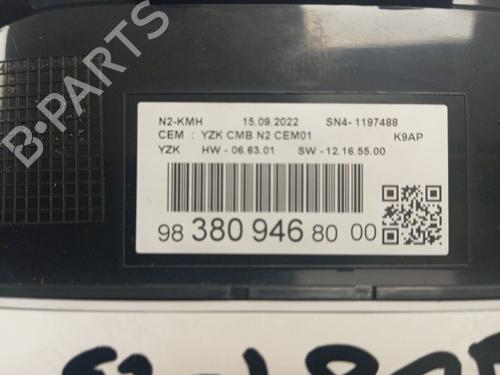 N2-KMH 15.09.2022 SN4- 1197488
CEM : YZK CMB N2 CEM01 K9AP
YZK HW - 06.63.01 SW - 12.16.55.00
98 380 946 80 00
B-PARTS